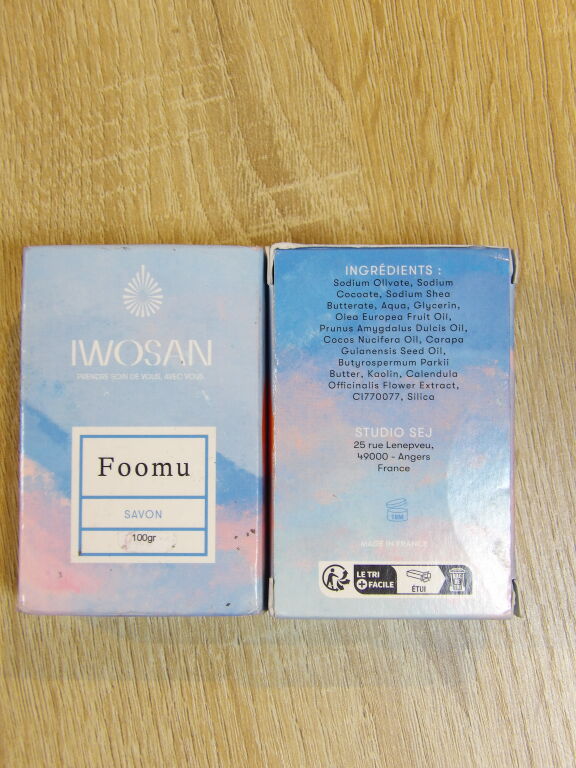 IWOSAN
PRENDRE SOIN DE VOUS, AVEC VOUS.
Foomu
SAVON
100gr
INGRÉDIENTS :
Sodium Olivate, Sodium
Cocoate, Sodium Shea
Butterate, Aqua, Glycerin,
Olea Europea Fruit Oil,
Prunus Amygdalus Dulcis Oil,
Cocos Nucifera Oil, Carapa
Guianensis Seed Oil,
Butyrospermum Parkii
Butter, Kaolin, Calendula
Officinalis Flower Extract,
CI770077, Silica
STUDIO SEJ
25 rue Lenepveu,
49000 - Angers
France
MADE IN FRANCE
LE TRI
+ FACILE
ÉTUI